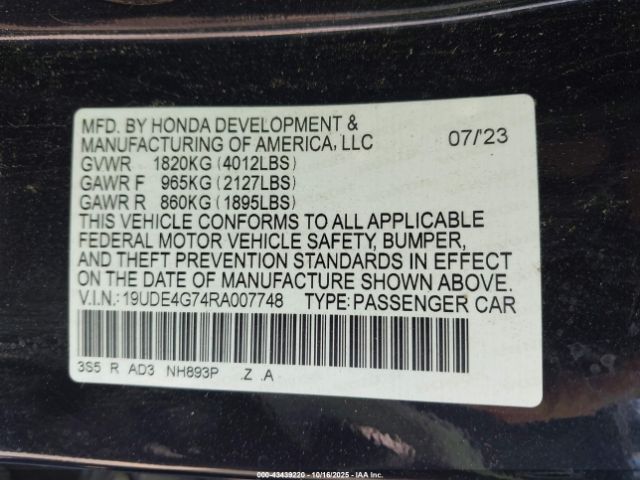 MFD. BY HONDA DEVELOPMENT &
MANUFACTURING OF AMERICA, LLC 07/'23
GVWR 1820KG (4012LBS)
GAWR F 965KG (2127LBS)
GAWR R 860KG (1895LBS)
THIS VEHICLE CONFORMS TO ALL APPLICABLE
FEDERAL MOTOR VEHICLE SAFETY, BUMPER,
AND THEFT PREVENTION STANDARDS IN EFFECT
ON THE DATE OF MANUFACTURE SHOWN ABOVE.
V.I.N.: 19UDE4G74RA007748 TYPE: PASSENGER CAR
3S5 R AD3 NH893P .Z .A
000-43439220 - 10/16/2025 - IAA Inc.